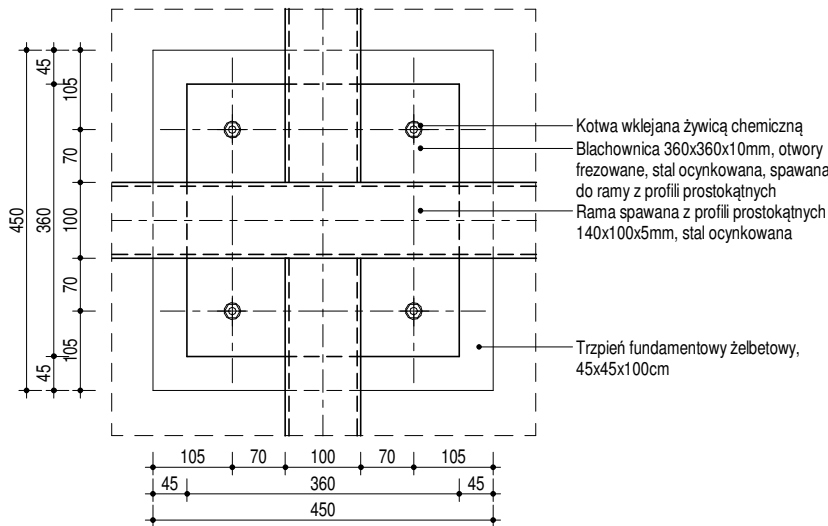 45
105
70
450
360
100
70
105
45
Kotwa wklejana żywicą chemiczną
Blachownica 360x360x10mm, otwory
frezowane, stal ocynkowana, spawana
do ramy z profili prostokątnych
Rama spawana z profili prostokątnych
140x100x5mm, stal ocynkowana
Trzpień fundamentowy żelbetowy,
45x45x100cm
105 70 100 70 105
45 360 45
450